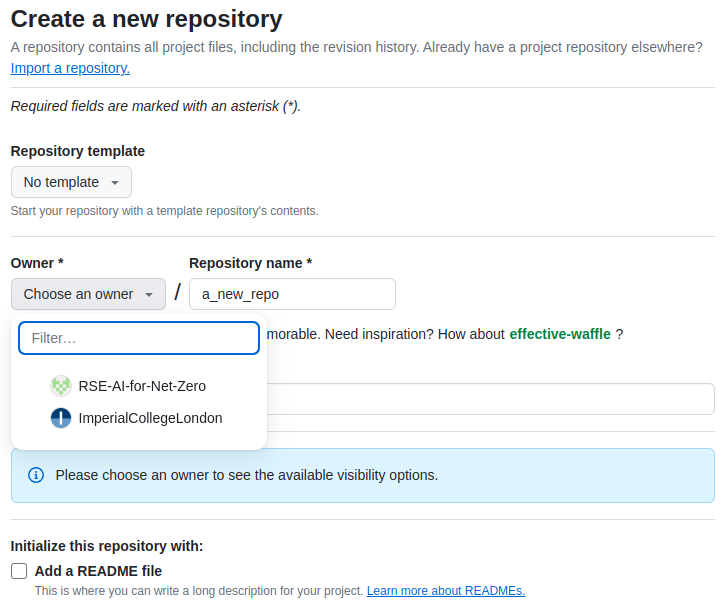 Create a new repository
A repository contains all project files, including the revision history. Already have a project repository elsewhere?
Import a repository.
Required fields are marked with an asterisk (*).
Repository template
No template
Start your repository with a template repository's contents.
Owner * Repository name *
Choose an owner / a_new_repo
Filter… morable. Need inspiration? How about effective-waffle ?
RSE-AI-for-Net-Zero
ImperialCollegeLondon
Please choose an owner to see the available visibility options.
Initialize this repository with:
Add a README file
This is where you can write a long description for your project. Learn more about READMEs.